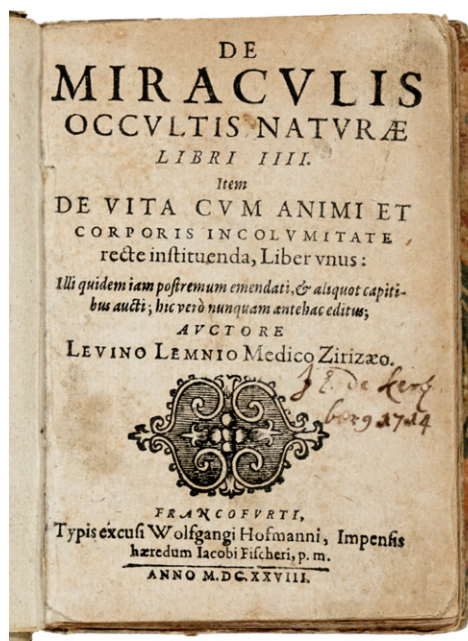 DE
MIRACVLIS
OCCVLTIS NATVRÆ
LIBRI IIII.
Item
DE VITA CVM ANIMI ET
CORPORIS INCOLVMITATE
recte inſtituenda, Liber vnus:
Illi quidem iam poſtremum emendati, & aliquot capiti-
bus aucti; hic verò nunquam antehac editus;
AVCTORE
LEVINO LEMNIO Medico Zirizæo.
de
1714
FRANCOFVRTI,
Typis excuſi Wolfgangi Hofmanni, Impenſis
hæredum Iacobi Fiſcheri, p. m.
ANNO M.DC.XXVIII.